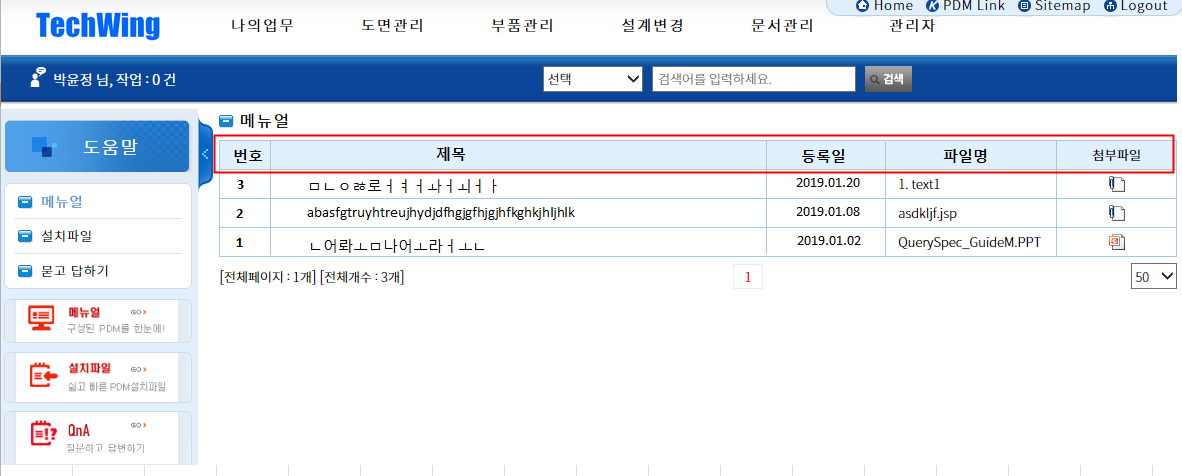 Home PDM Link Sitemap Logout
TechWing 나의업무 도면관리 부품관리 설계변경 문서관리 관리자
박윤정 님, 작업 : 0 건 선택 검색어를 입력하세요. 검색
도움말
메뉴얼
설치파일
묻고 답하기
메뉴얼 GO
구성된 PDM를 한눈에!
설치파일 GO
쉽고 빠른 PDM설치파일
QnA GO
질문하고 답변하기
메뉴얼
번호 제목 등록일 파일명 첨부파일
3 ㅁㄴㅇㅀ로ㅓㅕㅓㅘㅓㅚㅓㅏ 2019.01.20 1. text1
2 abasfgtruyhtreujhydjdfhgjgfhjgjhfkghkjhljhlk 2019.01.08 asdkljf.jsp
1 ㄴ어롸ㅗㅁ나어ㅗ라ㅓㅗㄴ 2019.01.02 QuerySpec_GuideM.PPT
[전체페이지 : 1개] [전체개수 : 3개] 1 50